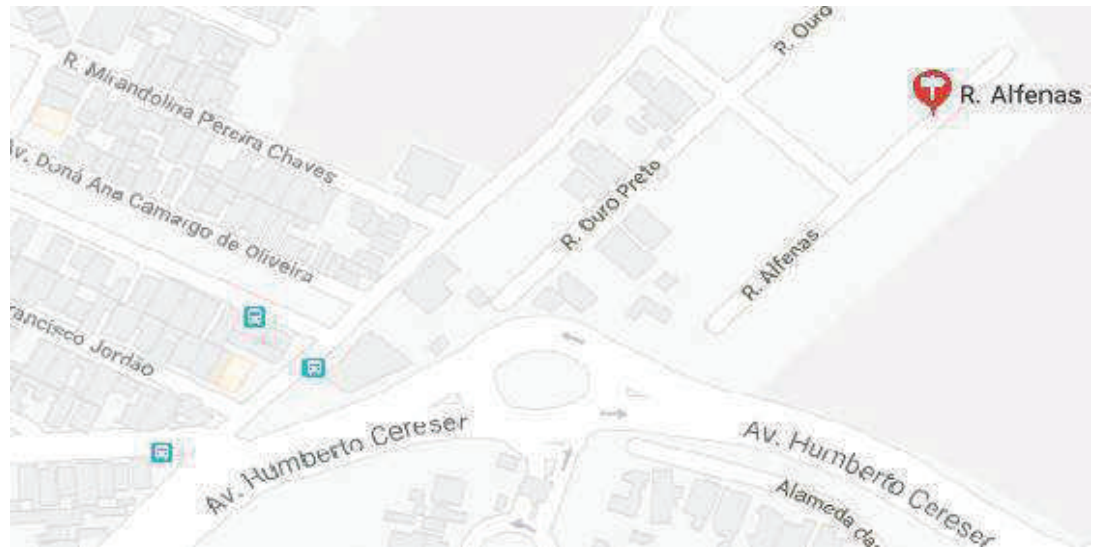 R. Ouro
R. Mirandolina Pereira Chaves
R. Alfenas
Av. Dona Ana Camargo de Oliveira
R. Ouro Preto
R. Alfenas
rancisco Jordão
Av. Humberto Cereser
Av. Humberto Cereser
Alameda da